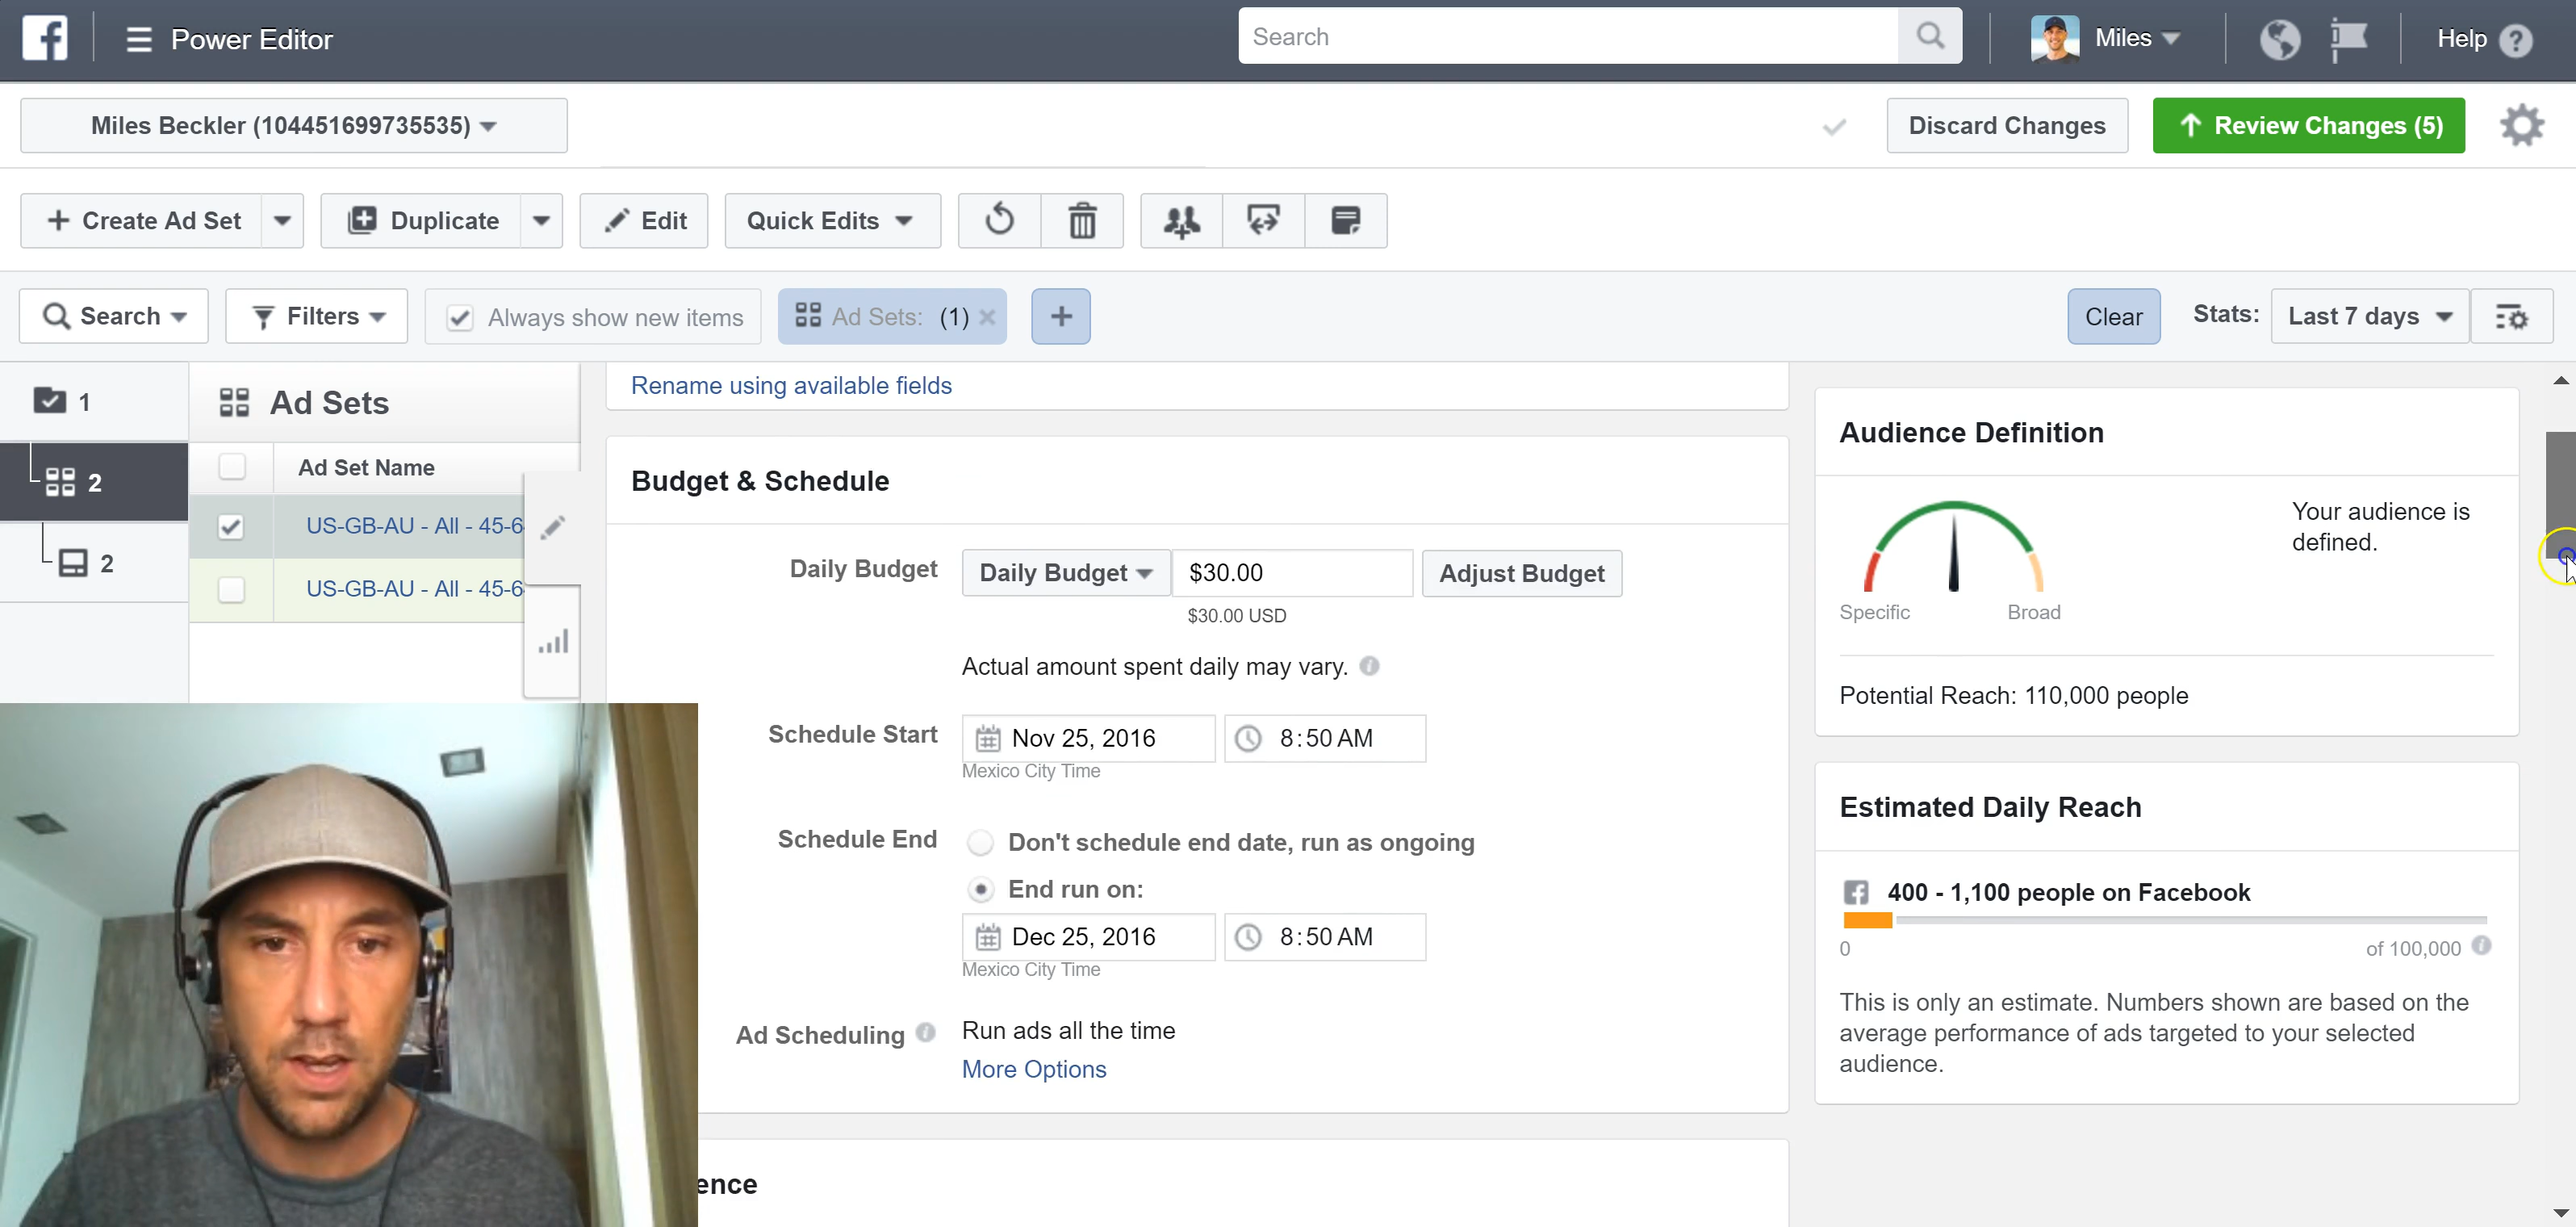 Power Editor
Search
Miles
Help
Miles Beckler (104451699735535)
Discard Changes
Review Changes (5)
Create Ad Set
Duplicate
Edit
Quick Edits
Search
Filters
Always show new items
Ad Sets: (1)
Clear
Stats:
Last 7 days
1
2
2
Ad Sets
Ad Set Name
US-GB-AU - All - 45-6
US-GB-AU - All - 45-6
Rename using available fields
Budget & Schedule
Daily Budget
Daily Budget
$30.00
Adjust Budget
$30.00 USD
Actual amount spent daily may vary.
Schedule Start
Nov 25, 2016
8:50 AM
Mexico City Time
Schedule End
Don't schedule end date, run as ongoing
End run on:
Dec 25, 2016
8:50 AM
Mexico City Time
Ad Scheduling
Run ads all the time
More Options
ence
Audience Definition
Your audience is
defined.
Specific
Broad
Potential Reach: 110,000 people
Estimated Daily Reach
400 - 1,100 people on Facebook
0
of 100,000
This is only an estimate. Numbers shown are based on the
average performance of ads targeted to your selected
audience.